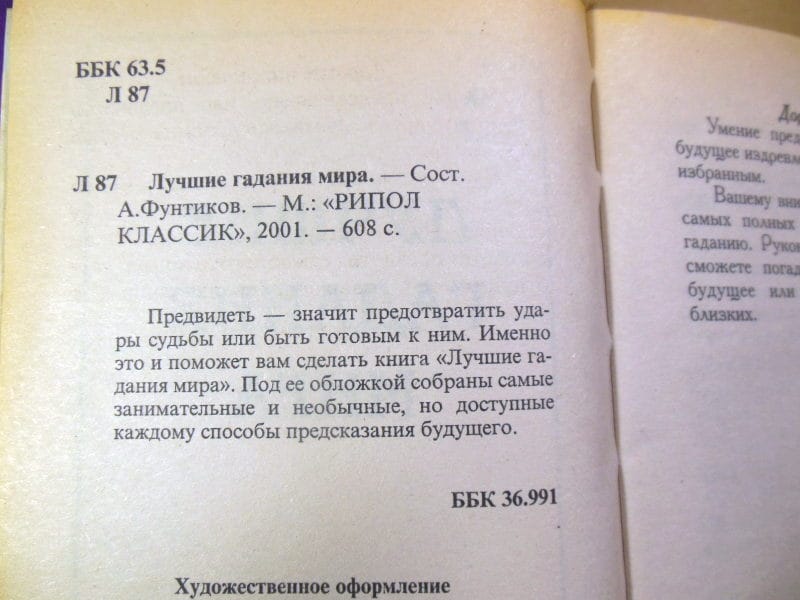 ББК 63.5
Л 87
Л 87 Лучшие гадания мира. — Сост.
А.Фунтиков. — М.: «РИПОЛ
КЛАССИК», 2001. — 608 с.
Предвидеть — значит предотвратить уда-
ры судьбы или быть готовым к ним. Именно
это и поможет вам сделать книга «Лучшие га-
дания мира». Под ее обложкой собраны самые
занимательные и необычные, но доступные
каждому способы предсказания будущего.
ББК 36.991
Художественное оформление
Дор
Умение пред
будущее издревл
избранным.
Вашему вни
самых полных
гаданию. Руко
сможете погад
будущее или
близких.